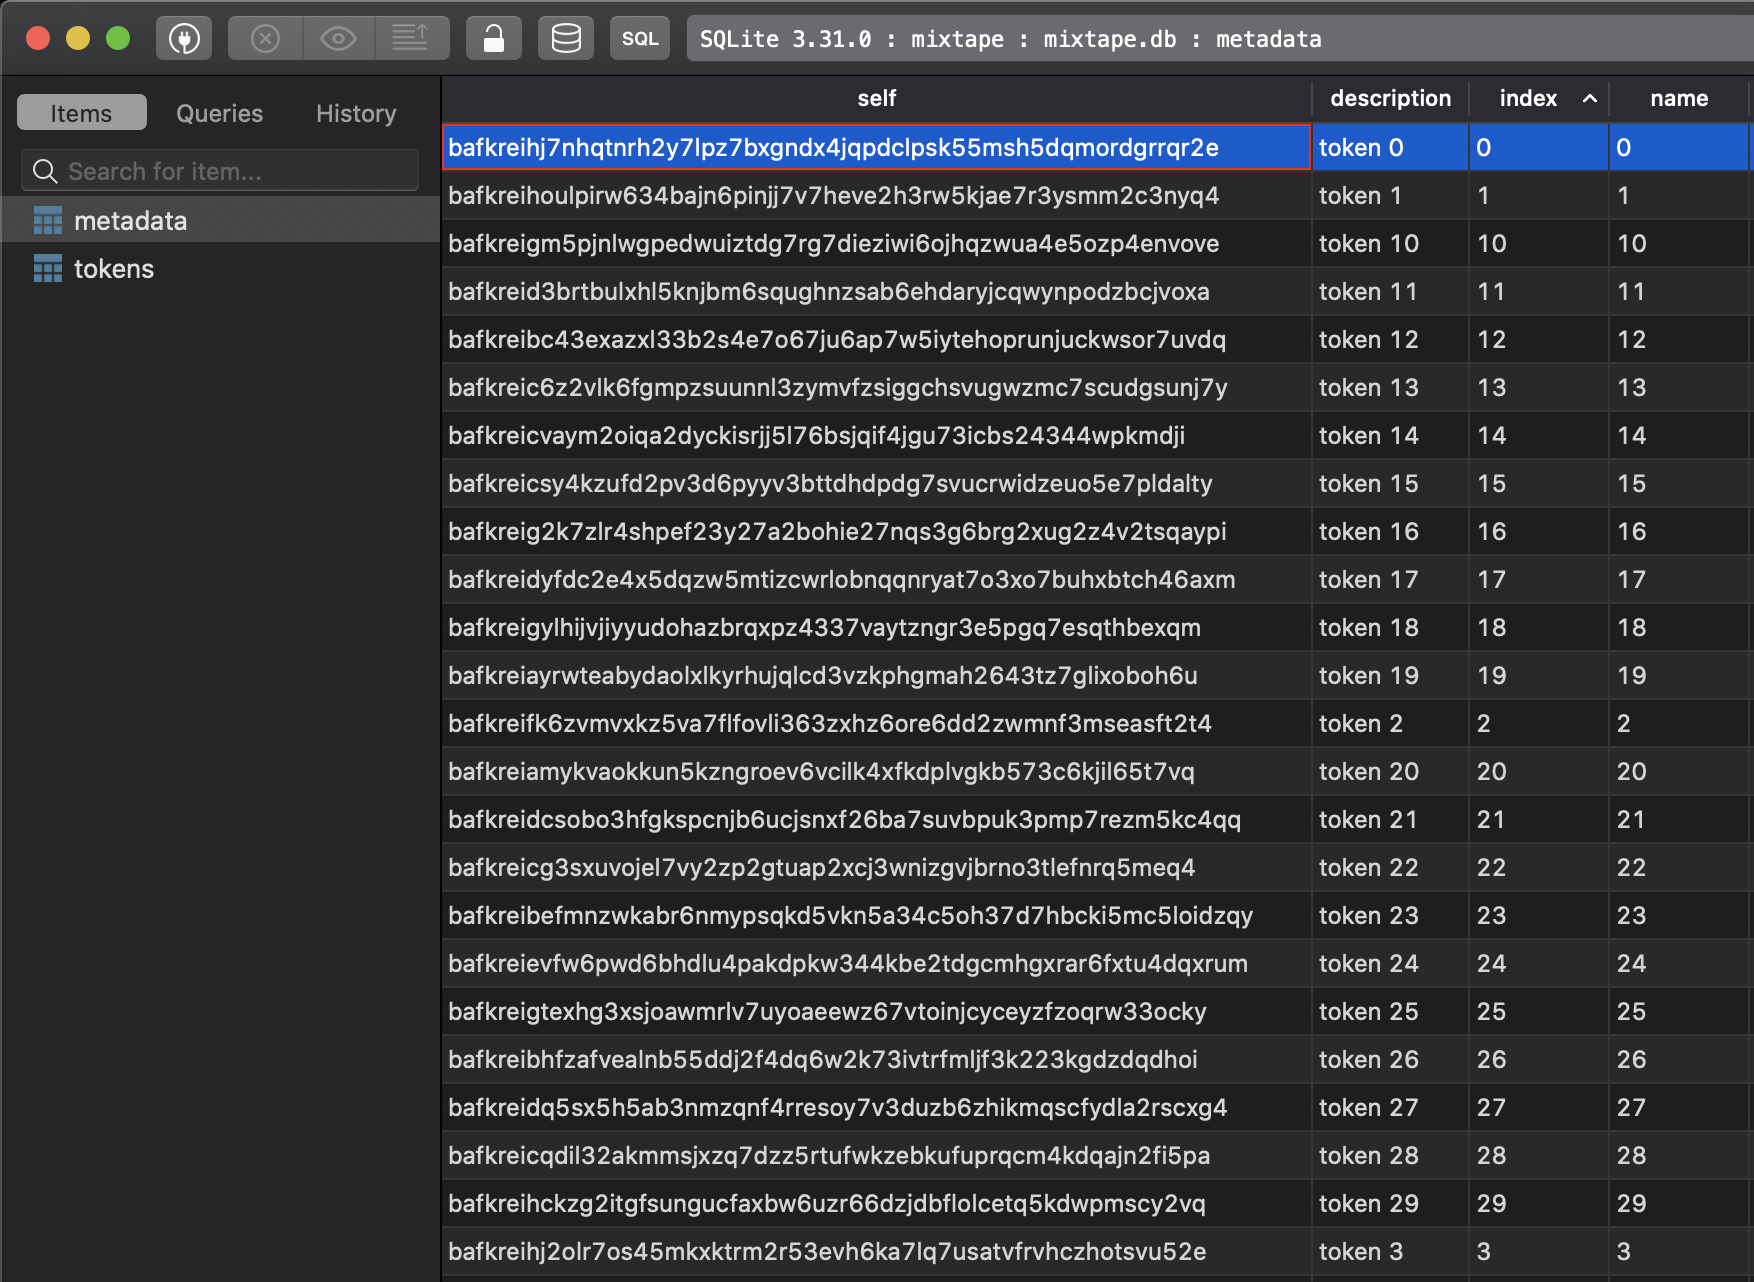 SQL
SQLite 3.31.0 : mixtape : mixtape.db : metadata
Items Queries History
Search for item...
metadata
tokens
self description index name
bafkreihj7nhqtnrh2y7lpz7bxgndx4jqpdclpsk55msh5dqmordgrrqr2e token 0 0 0
bafkreihoulpirw634bajn6pinjj7v7heve2h3rw5kjae7r3ysmm2c3nyq4 token 1 1 1
bafkreigm5pjnlwgpedwuiztdg7rg7dieziwi6ojhqzwua4e5ozp4envove token 10 10 10
bafkreid3brtbulxhl5knjbm6squghnzsab6ehdaryjcqwynpodzbcjvoxa token 11 11 11
bafkreibc43exazxl33b2s4e7o67ju6ap7w5iytehoprunjuckwsor7uvdq token 12 12 12
bafkreic6z2vlk6fgmpzsuunnl3zymvfzsiggchsvugwzmc7scudgsunj7y token 13 13 13
bafkreicvaym2oiqa2dyckisrjj5l76bsjqif4jgu73icbs24344wpkmdji token 14 14 14
bafkreicsy4kzufd2pv3d6pyyv3bttdhdpdg7svucrwidzeuo5e7pldalty token 15 15 15
bafkreig2k7zlr4shpef23y27a2bohie27nqs3g6brg2xug2z4v2tsqaypi token 16 16 16
bafkreidyfdc2e4x5dqzw5mtizcwrlobnqqnryat7o3xo7buhxbtch46axm token 17 17 17
bafkreigylhijvjiyyudohazbrqxpz4337vaytzngr3e5pgq7esqthbexqm token 18 18 18
bafkreiayrwteabydaolxlkyrhujqlcd3vzkphgmah2643tz7glixoboh6u token 19 19 19
bafkreifk6zvmvxkz5va7flfovli363zxhz6ore6dd2zwmnf3mseasft2t4 token 2 2 2
bafkreiamykvaokkun5kzngroev6vcilk4xfkdplvgkb573c6kjil65t7vq token 20 20 20
bafkreidcsobo3hfgkspcnjb6ucjsnxf26ba7suvbpuk3pmp7rezm5kc4qq token 21 21 21
bafkreicg3sxuvojel7vy2zp2gtuap2xcj3wnizgvjbrno3tlefnrq5meq4 token 22 22 22
bafkreibefmnzwkabr6nmypsqkd5vkn5a34c5oh37d7hbcki5mc5loidzqy token 23 23 23
bafkreievfw6pwd6bhdlu4pakdpkw344kbe2tdgcmhgxrar6fxtu4dqxrum token 24 24 24
bafkreigtexhg3xsjoawmrlv7uyoaeewz67vtoinjcyceyzfzoqrw33ocky token 25 25 25
bafkreibhfzafvealnb55ddj2f4dq6w2k73ivtrfmljf3k223kgdzdqdhoi token 26 26 26
bafkreidq5sx5h5ab3nmzqnf4rresoy7v3duzb6zhikmqscfydla2rscxg4 token 27 27 27
bafkreicqdil32akmmsjxzq7dzz5rtufwkzebkufuprqcm4kdqajn2fi5pa token 28 28 28
bafkreihckzg2itgfsungucfaxbw6uzr66dzjdbflolcetq5kdwpmscy2vq token 29 29 29
bafkreihj2olr7os45mkxktrm2r53evh6ka7lq7usatvfrvhczhotsvu52e token 3 3 3